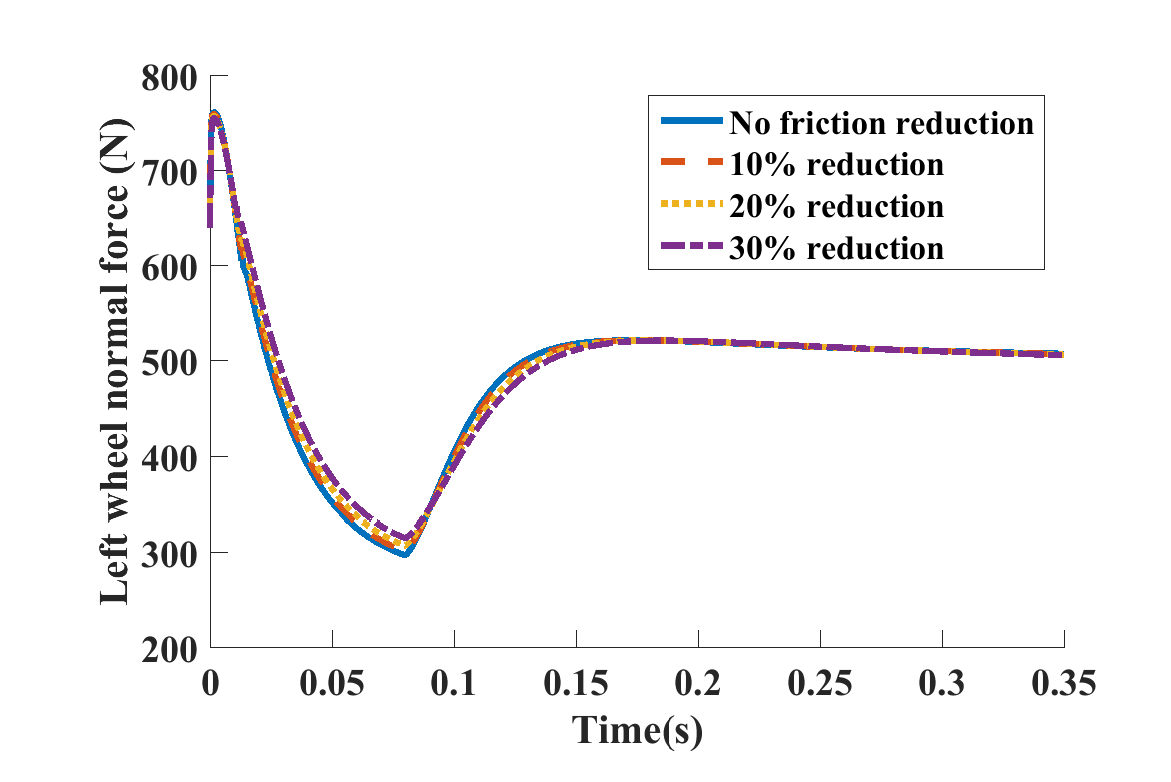 800
700
600
500
400
300
200
Left wheel normal force (N)
No friction reduction
10% reduction
20% reduction
30% reduction
0 0.05 0.1 0.15 0.2 0.25 0.3 0.35
Time(s)